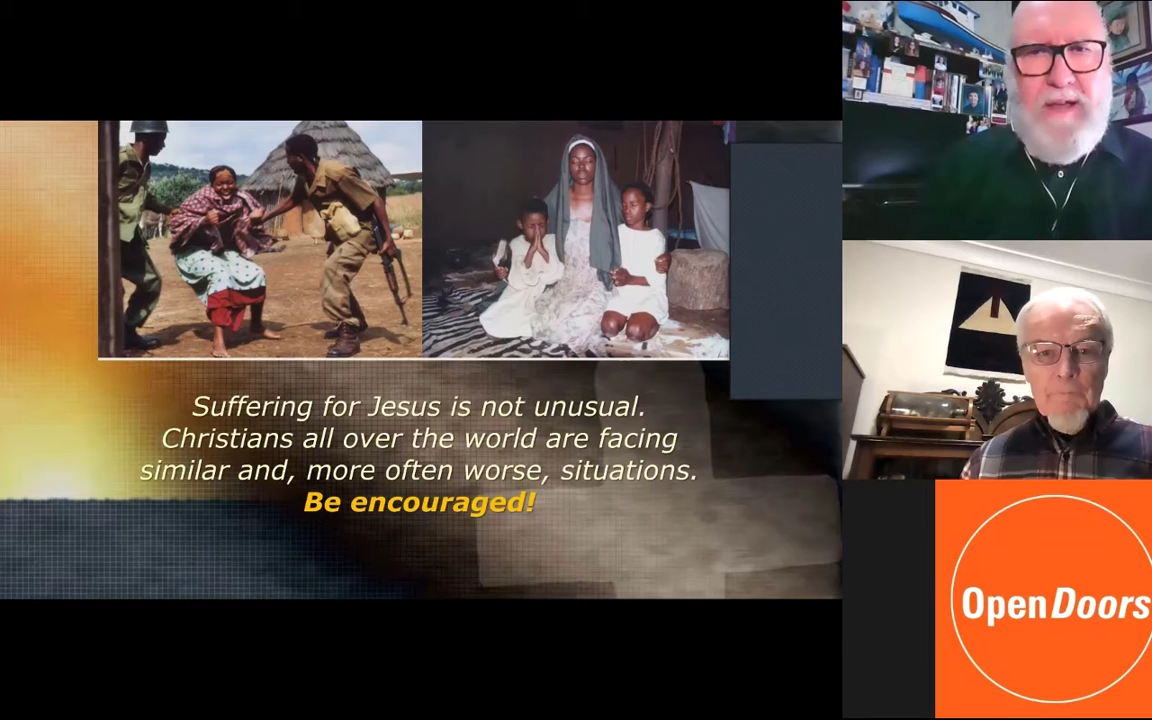 Suffering for Jesus is not unusual.
Christians all over the world are facing
similar and, more often worse, situations.
Be encouraged!
OpenDoors